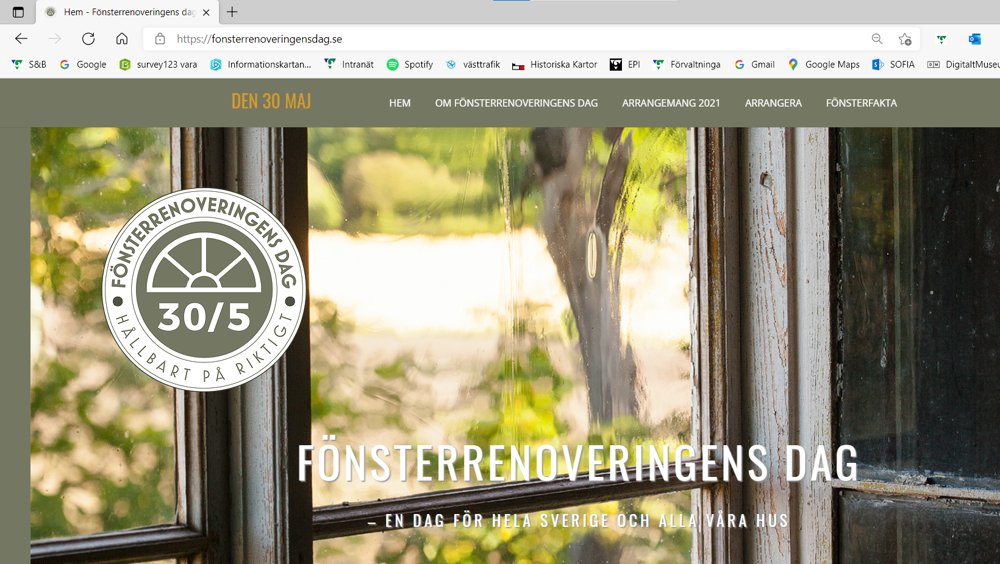 Hem - Fönsterrenoveringens dag
https://fonsterrenoveringensdag.se
S&B Google survey123 vara Informationskartan... Intranät Spotify västtrafik Historiska Kartor EPI Förvaltninga Gmail Google Maps SOFIA DM DigitaltMuseu
DEN 30 MAJ HEM OM FÖNSTERRENOVERINGENS DAG ARRANGEMANG 2021 ARRANGERA FÖNSTERFAKTA
FÖNSTERRENOVERINGENS DAG
30/5
HÅLLBART PÅ RIKTIGT
FÖNSTERRENOVERINGENS DAG
– EN DAG FÖR HELA SVERIGE OCH ALLA VÅRA HUS